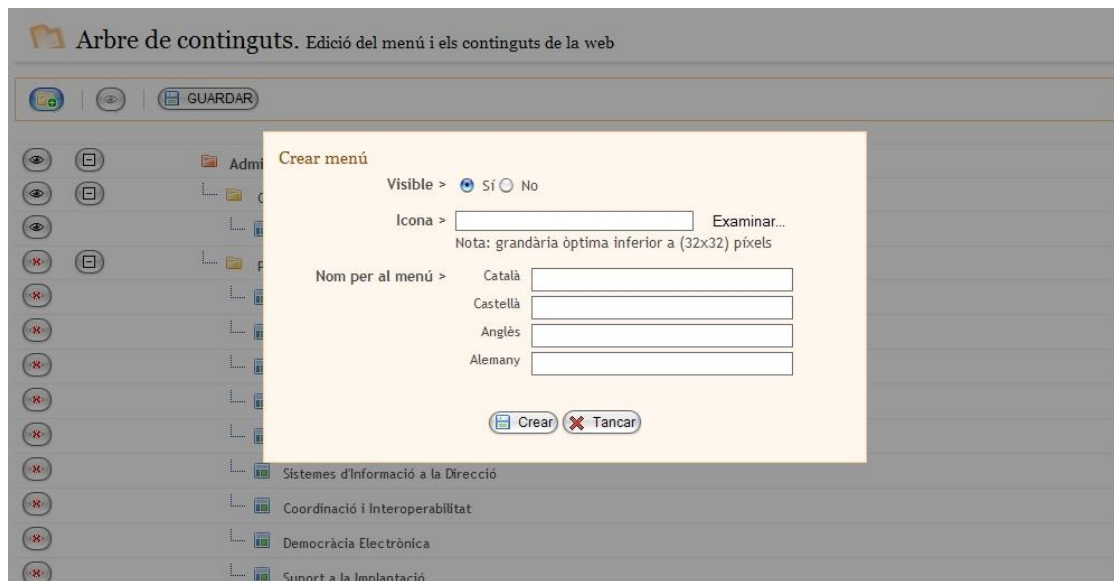 Arbre de continguts. Edició del menú i els continguts de la web
GUARDAR
Crear menú
Visible > Sí No
Icona > Examinar...
Nota: grandària òptima inferior a (32x32) píxels
Nom per al menú > Català
Castellà
Anglès
Alemany
Crear Tancar
Admi
Sistemes d'Informació a la Direcció
Coordinació i Interoperabilitat
Democràcia Electrònica
Suport a la Implantació